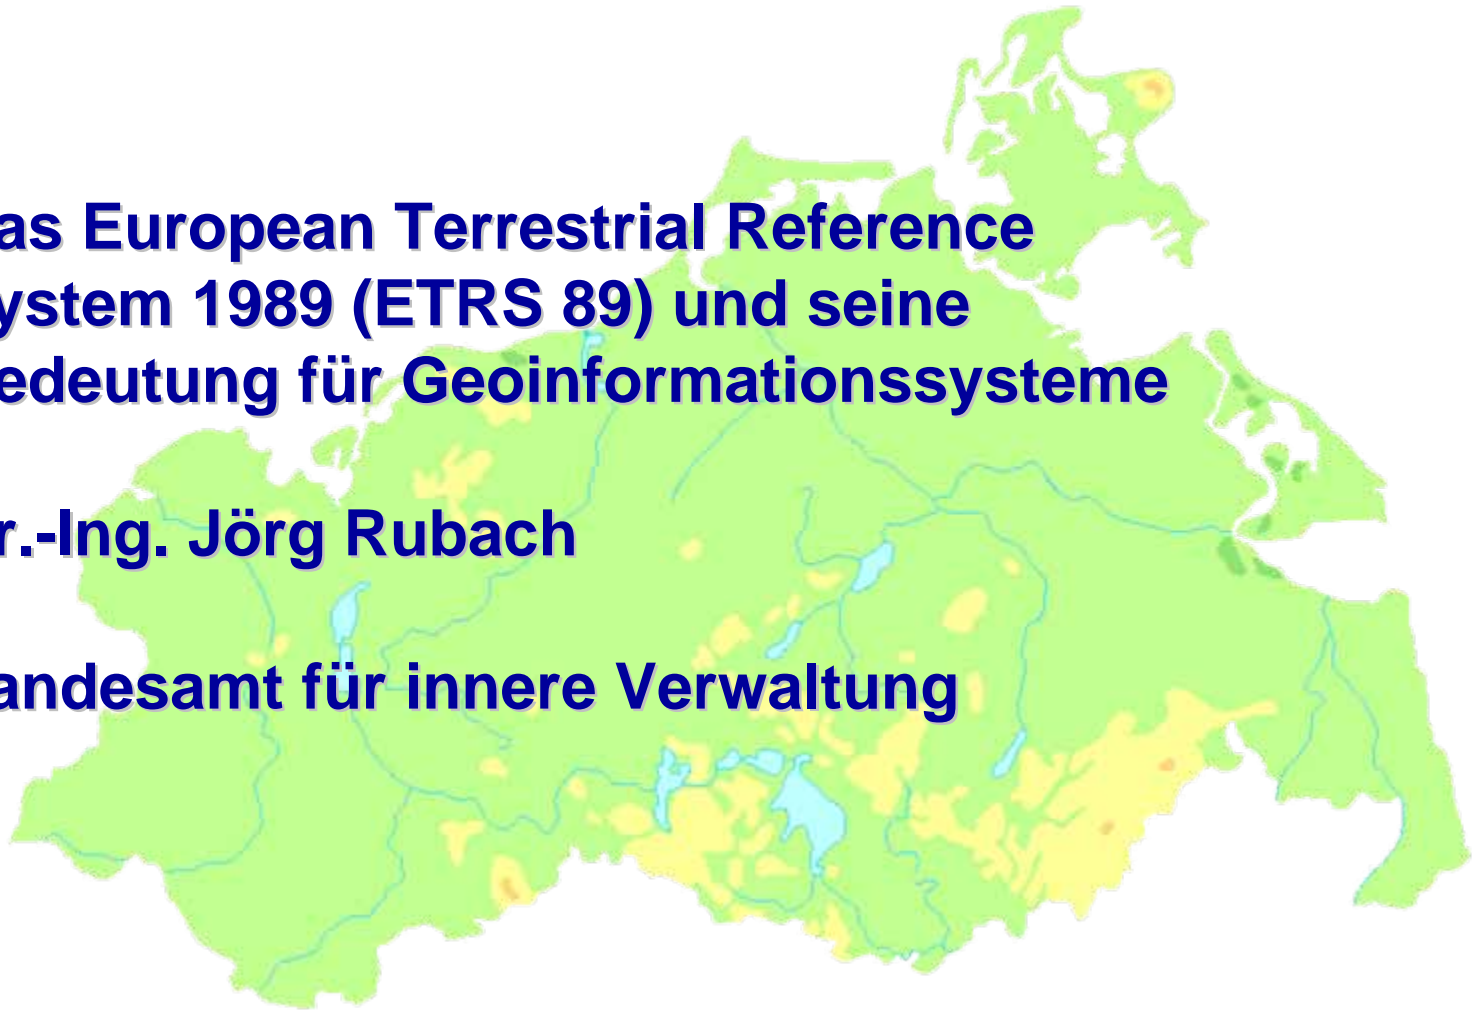 as European Terrestrial Reference
ystem 1989 (ETRS 89) und seine
edeutung für Geoinformationssysteme
r.-Ing. Jörg Rubach
andesamt für innere Verwaltung